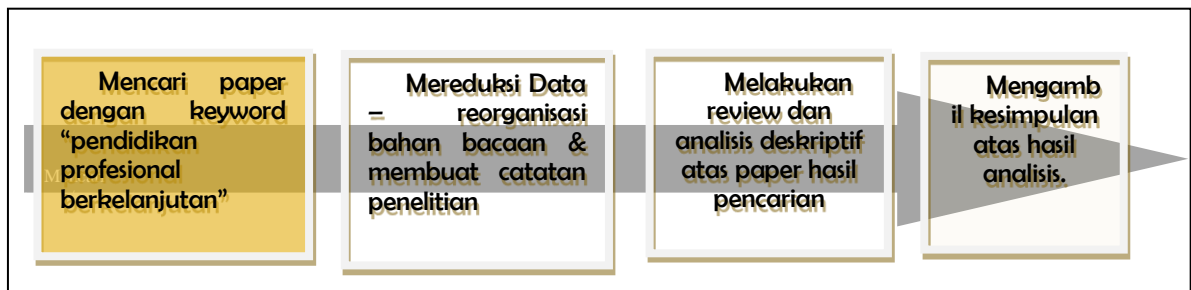 Mencari paper
dengan keyword
“pendidikan
profesional
berkelanjutan”
Mereduksi Data
– reorganisasi
bahan bacaan &
membuat catatan
penelitian
Melakukan
review dan
analisis deskriptif
atas paper hasil
pencarian
Mengamb
il kesimpulan
atas hasil
analisis.